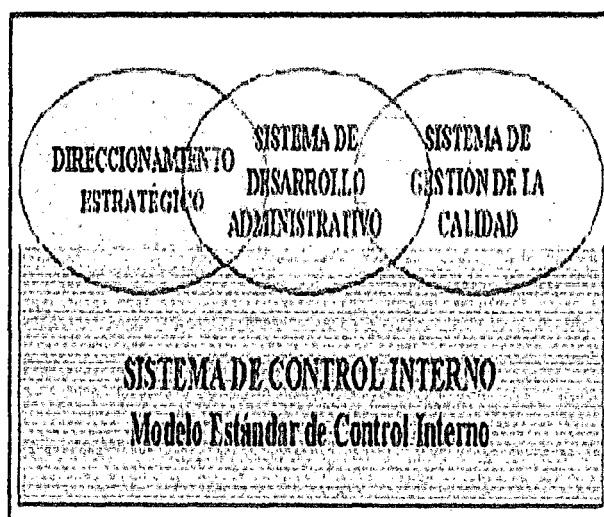 DIRECCIONAMIENTO
ESTRATÉGICO
SISTEMA DE
DESARROLLO
ADMINISTRATIVO
SISTEMA DE
GESTIÓN DE LA
CALIDAD
SISTEMA DE CONTROL INTERNO
Modelo Estándar de Control Interno